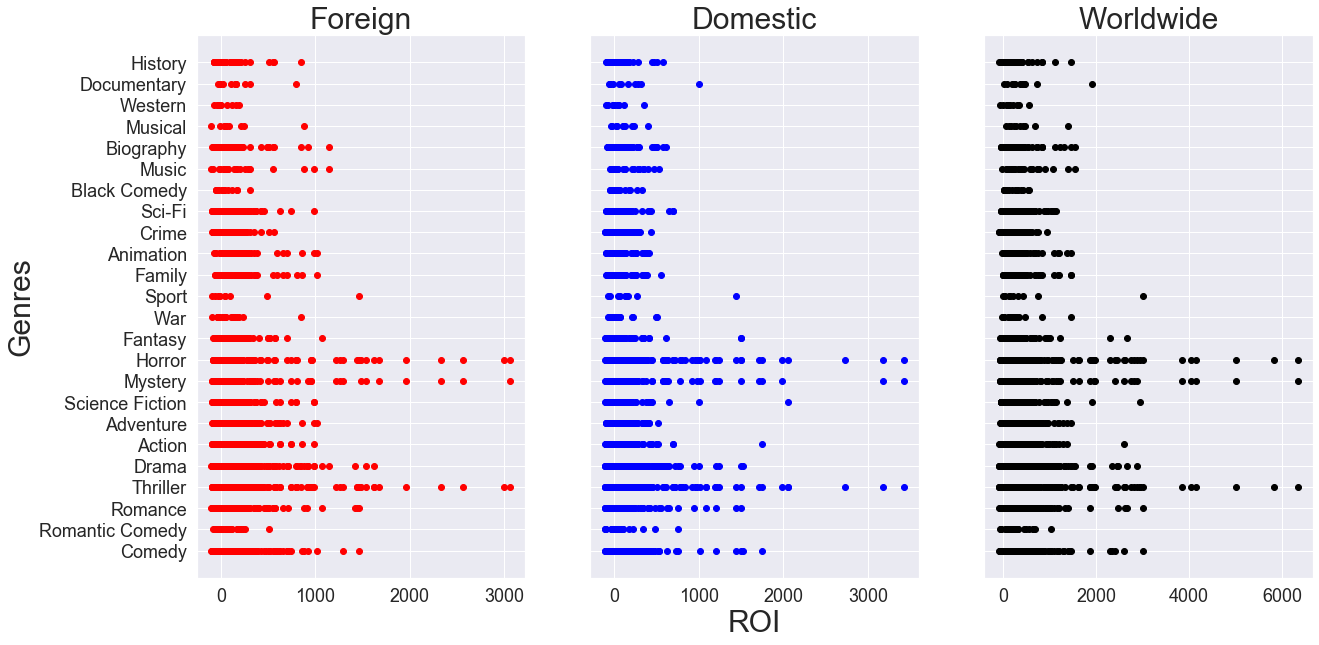 Foreign
Domestic
Worldwide
Genres
History
Documentary
Western
Musical
Biography
Music
Black Comedy
Sci-Fi
Crime
Animation
Family
Sport
War
Fantasy
Horror
Mystery
Science Fiction
Adventure
Action
Drama
Thriller
Romance
Romantic Comedy
Comedy
0 1000 2000 3000
0 1000 2000 3000
0 2000 4000 6000
ROI